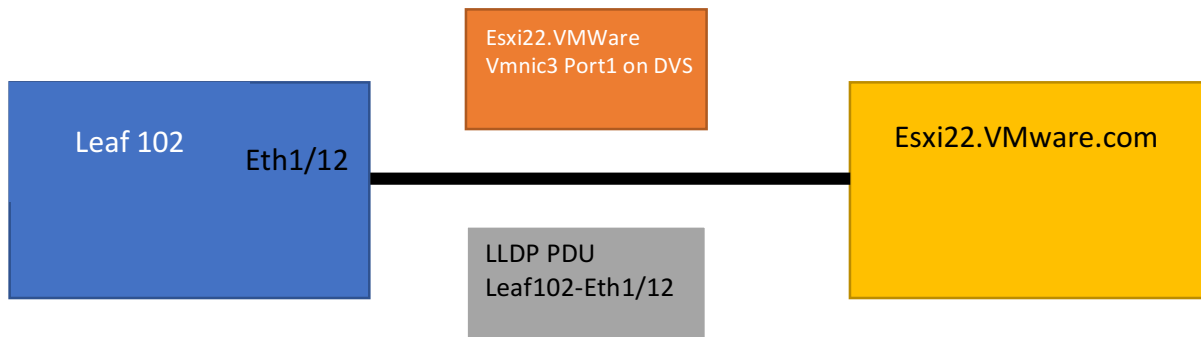 Esxi22.VMWare
Vmnic3 Port1 on DVS
Leaf 102
Eth1/12
Esxi22.VMware.com
LLDP PDU
Leaf102-Eth1/12